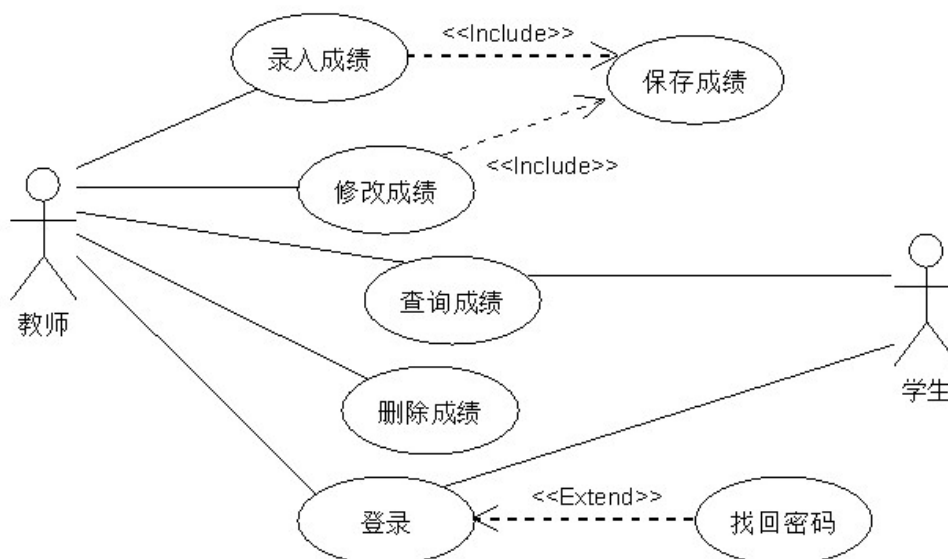 <<Include>>
录入成绩
保存成绩
<<Include>>
修改成绩
查询成绩
教师
学生
删除成绩
<<Extend>>
登录
找回密码